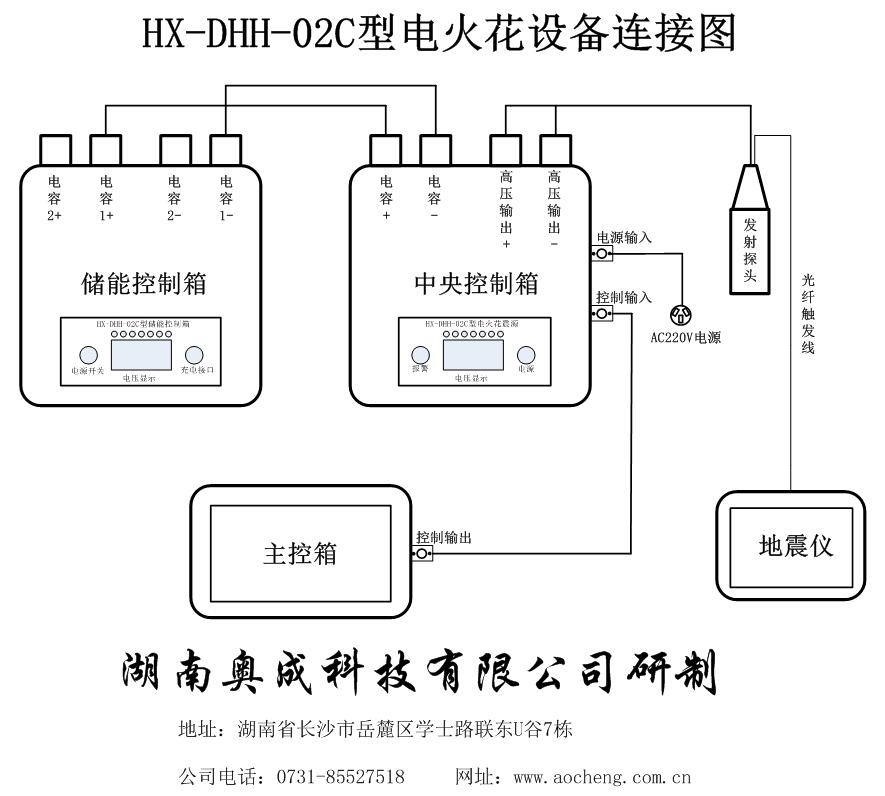 HX-DHH-02C型电火花设备连接图
电容2+
电容1+
电容2-
电容1-
电容+
电容-
高压输出+
高压输出-
发射探头
电源输入
储能控制箱
中央控制箱
控制输入
光纤触发线
AC220V电源
HX-DHH-02C型储能控制箱
电源开关
充电接口
电压显示
HX-DHH-02C型电火花震源
报警
电源
电压显示
主控箱
控制输出
地震仪
湖南奥成科技有限公司研制
地址：湖南省长沙市岳麓区学士路联东U谷7栋
公司电话：0731-85527518 网址：www.aocheng.com.cn